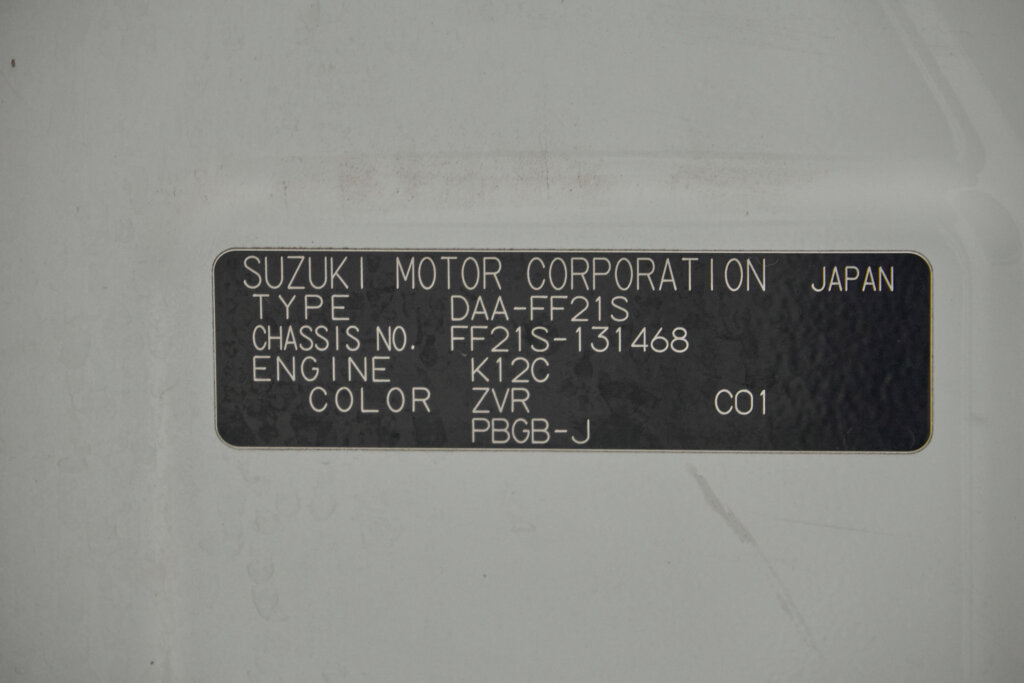 SUZUKI MOTOR CORPORATION JAPAN
TYPE DAA-FF21S
CHASSIS NO. FF21S-131468
ENGINE K12C
COLOR ZVR C01
PBGB-J